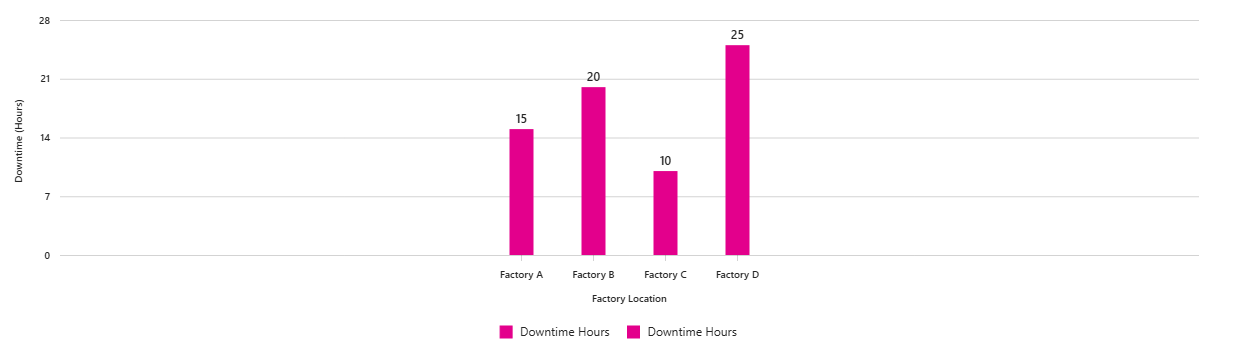 28
25
20
21
15
14
10
7
0
Downtime (Hours)
Factory A Factory B Factory C Factory D
Factory Location
Downtime Hours Downtime Hours